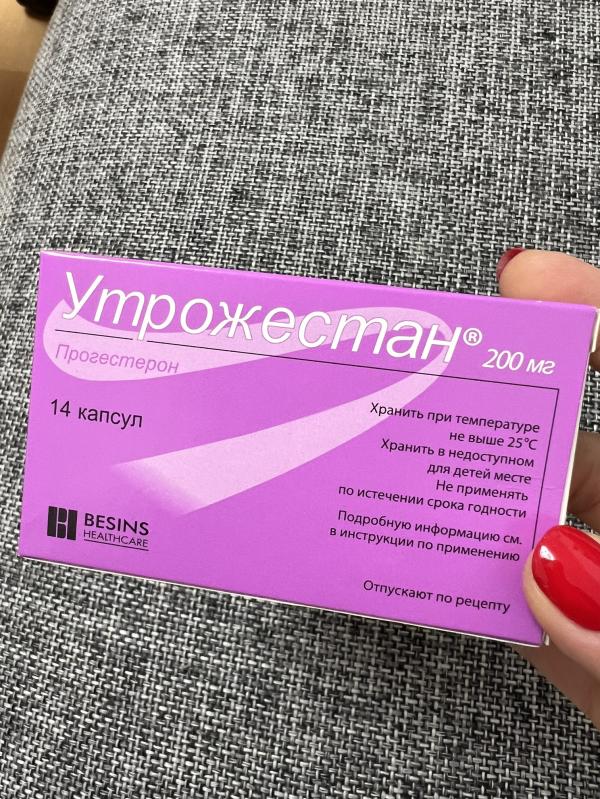 Утрожестан® 200 мг
Прогестерон
14 капсул
Хранить при температуре
не выше 25°C
Хранить в недоступном
для детей месте
Не применять
по истечении срока годности
Подробную информацию см.
в инструкции по применению
Отпускают по рецепту
BESINS
HEALTHCARE